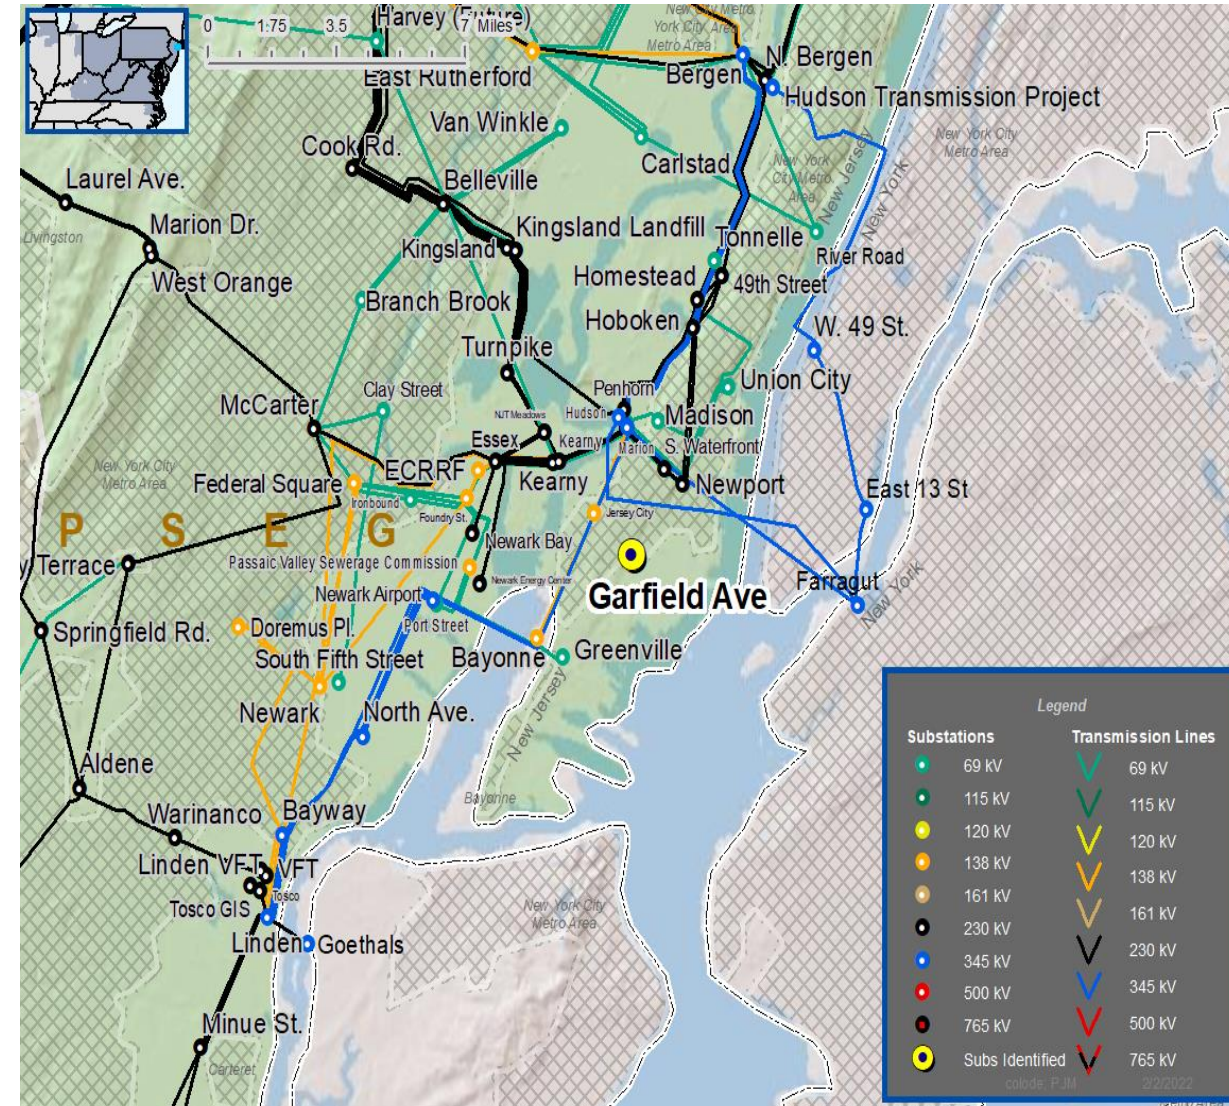 Harvey (Future)
0 1.75 3.5 7 Miles
New York City Metro
York City Area
Metro Area
East Rutherford
Bergen
N. Bergen
Hudson Transmission Project
Van Winkle
Cook Rd.
Carlstad
New York City
Metro Area
New York
City Metro
Area
New Jersey
New York
Laurel Ave.
Belleville
Livingston
Marion Dr.
Kingsland
Kingsland Landfill
Tonnelle
River Road
West Orange
Homestead
49th Street
Branch Brook
Hoboken
W. 49 St.
Turnpike
Clay Street
Penhorn
Union City
McCarter
NJT Meadows
Hudson
Madison
Essex
Kearny
Marion
S. Waterfront
New York City
Metro Area
ECRRF
Kearny
Newport
Federal Square
Ironbound
East 13 St
Foundry St.
Jersey City
P S E G
Newark Bay
Passaic Valley Sewerage Commission
y Terrace
Newark Energy Center
Garfield Ave
Farragut
New York
Newark Airport
Port Street
Springfield Rd.
Doremus Pl.
South Fifth Street
Bayonne
Greenville
Newark
North Ave.
New Jersey
Aldene
Bayonne
Warinanco
Bayway
Linden VFT
VFT
Tosco
Tosco GIS
New York City
Metro Area
Linden
Goethals
Minue St.
Carteret
Legend
Substations Transmission Lines
69 kV 69 kV
115 kV 115 kV
120 kV 120 kV
138 kV 138 kV
161 kV 161 kV
230 kV 230 kV
345 kV 345 kV
500 kV 500 kV
765 kV 765 kV
Subs Identified
colode, PJM 2/2/2022